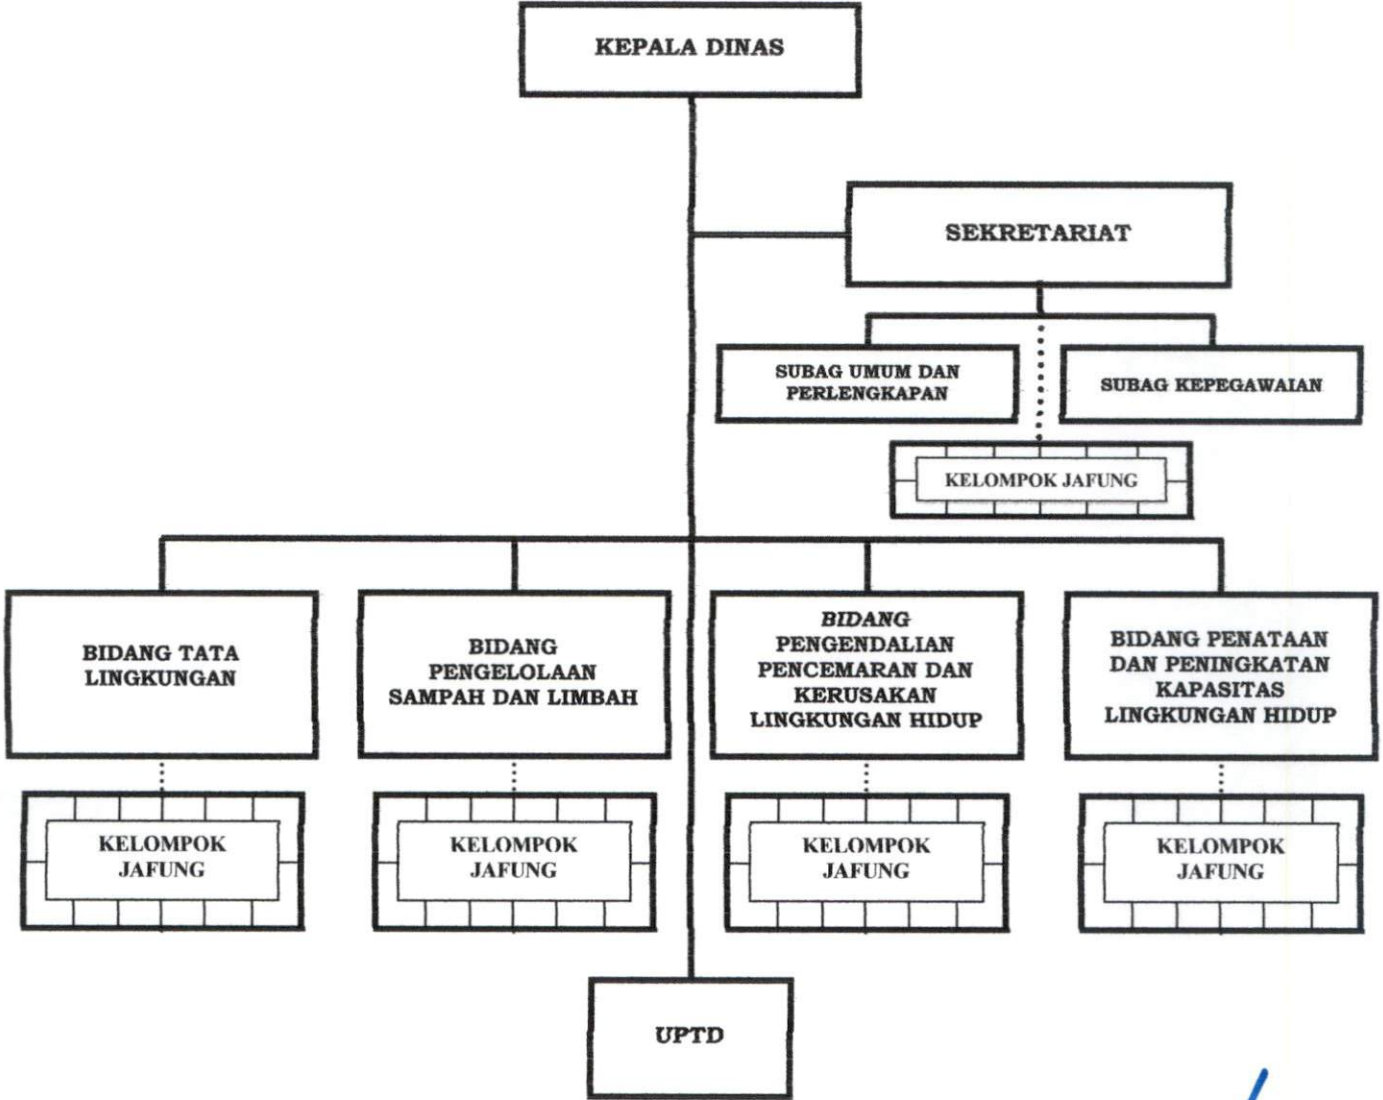 KEPALA DINAS
SEKRETARIAT
SUBAG UMUM DAN
PERLENGKAPAN
SUBAG KEPEGAWAIAN
KELOMPOK JAFUNG
BIDANG TATA
LINGKUNGAN
BIDANG
PENGELOLAAN
SAMPAH DAN LIMBAH
BIDANG
PENGENDALIAN
PENCEMARAN DAN
KERUSAKAN
LINGKUNGAN HIDUP
BIDANG PENATAAN
DAN PENINGKATAN
KAPASITAS
LINGKUNGAN HIDUP
KELOMPOK
JAFUNG
KELOMPOK
JAFUNG
KELOMPOK
JAFUNG
KELOMPOK
JAFUNG
UPTD